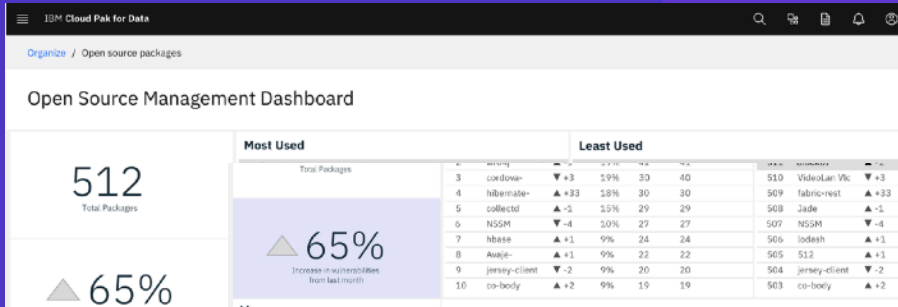 IBM Cloud Pak for Data
Organize / Open source packages
Open Source Management Dashboard
512
Total Packages
65%
Most Used
Least Used
Total Packages
65%
Increase in vulnerabilities
from last month
3 cordova- ▼ +3 19% 30 40
4 hibernate- ▲ +33 18% 30 30
5 collectd ▲ -1 15% 29 29
6 NSSM ▼ -4 10% 27 27
7 hbase ▲ +1 9% 24 24
8 Avaje- ▲ +1 9% 22 22
9 jersey-client ▼ -2 9% 20 20
10 co-body ▲ +2 9% 19 19
510 VideoLan Vlc ▼ +3
509 fabric-rest ▲ +33
508 Jade ▲ -1
507 NSSM ▼ -4
506 lodash ▲ +1
505 512 ▲ +1
504 jersey-client ▼ -2
503 co-body ▲ +2